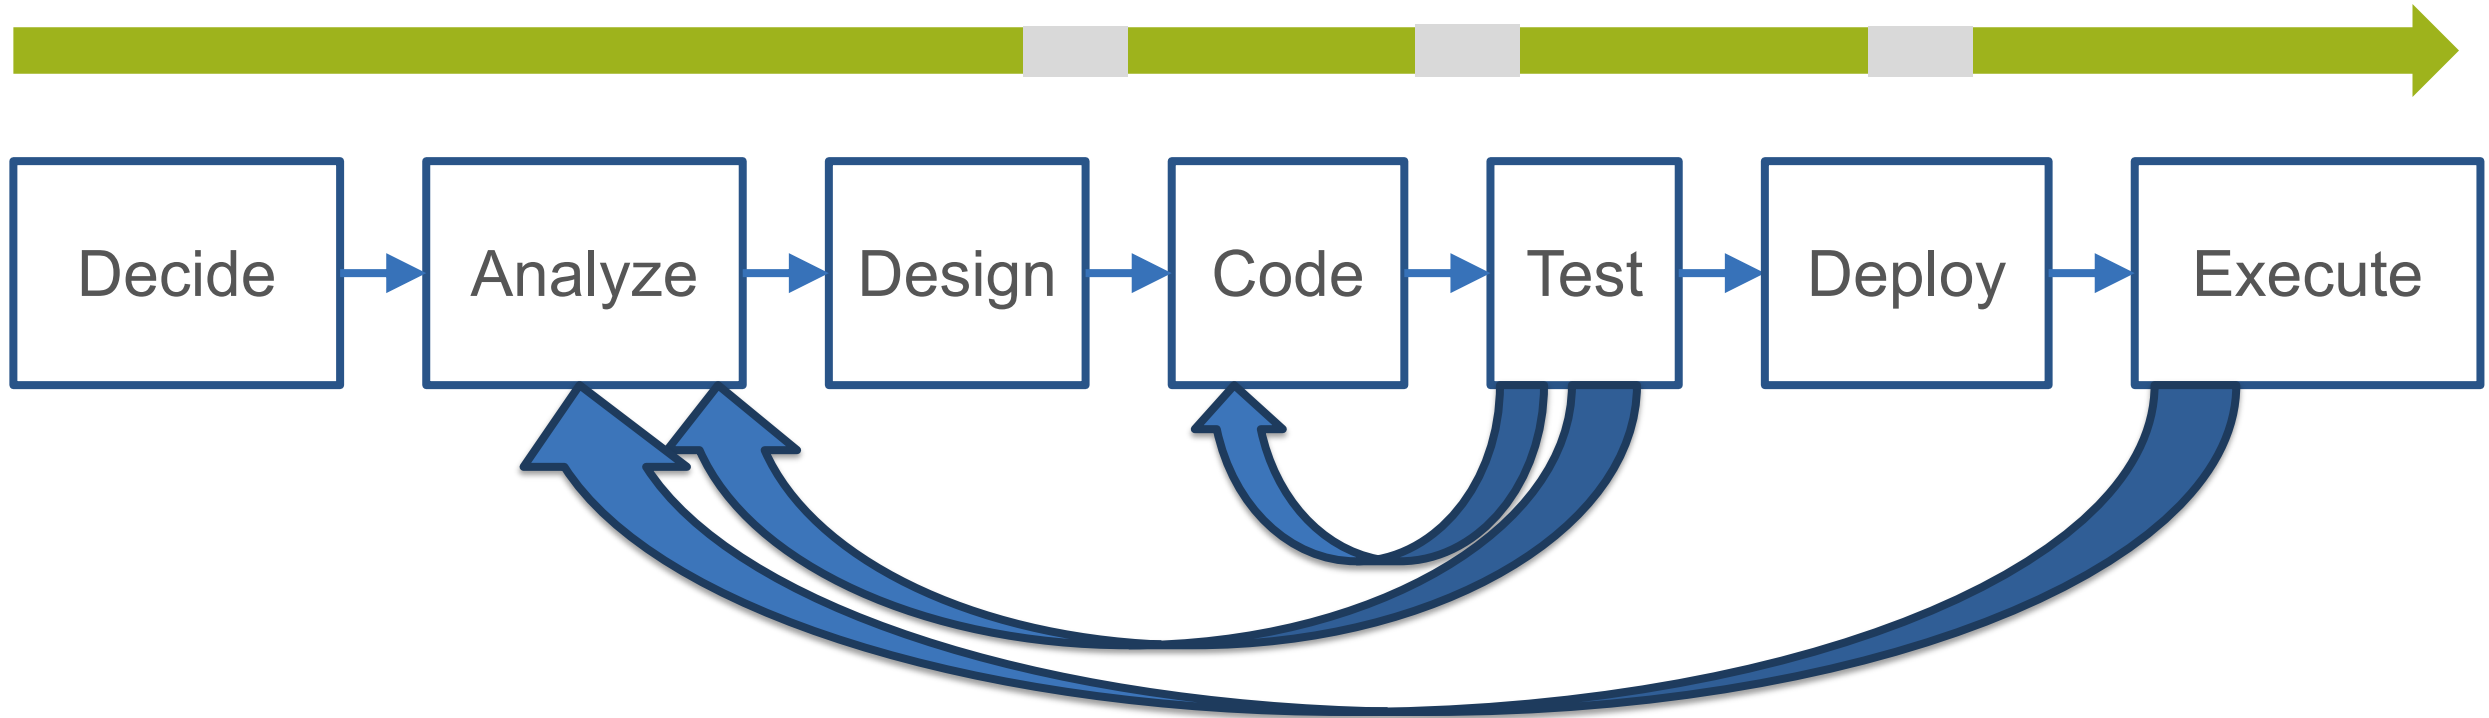 Decide
Analyze
Design
Code
Test
Deploy
Execute